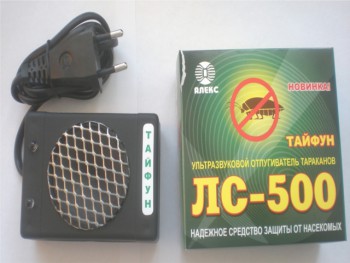 ТАЙФУН
АЛЕКС
НОВИНКА!
ТАЙФУН
УЛЬТРАЗВУКОВОЙ ОТПУГИВАТЕЛЬ ТАРАКАНОВ
ЛС-500
НАДЕЖНОЕ СРЕДСТВО ЗАЩИТЫ ОТ НАСЕКОМЫХ